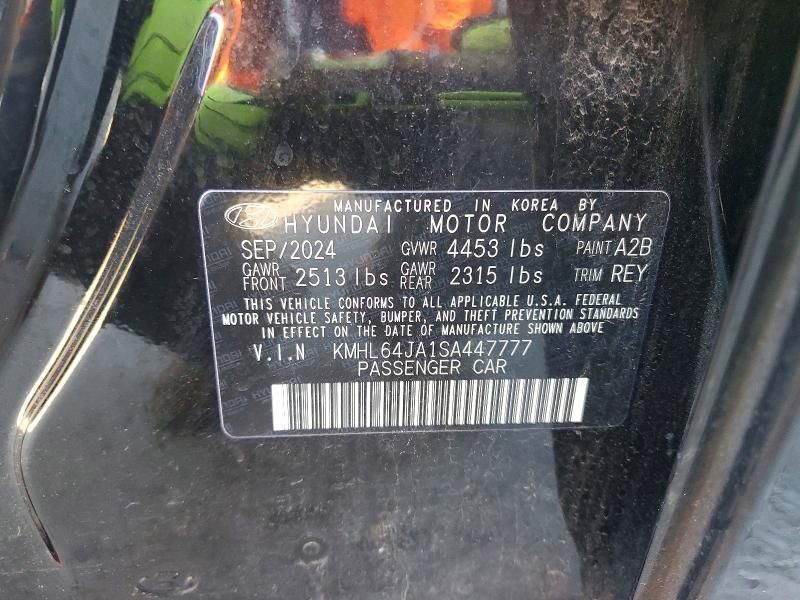 MANUFACTURED IN KOREA BY
HYUNDAI MOTOR COMPANY
SEP/2024 GVWR 4453 lbs PAINT A2B
GAWR FRONT 2513 lbs GAWR REAR 2315 lbs TRIM REY
THIS VEHICLE CONFORMS TO ALL APPLICABLE U.S.A. FEDERAL
MOTOR VEHICLE SAFETY, BUMPER, AND THEFT PREVENTION STANDARDS
IN EFFECT ON THE DATE OF MANUFACTURE SHOWN ABOVE
V.I.N KMHL64JA1SA447777
PASSENGER CAR